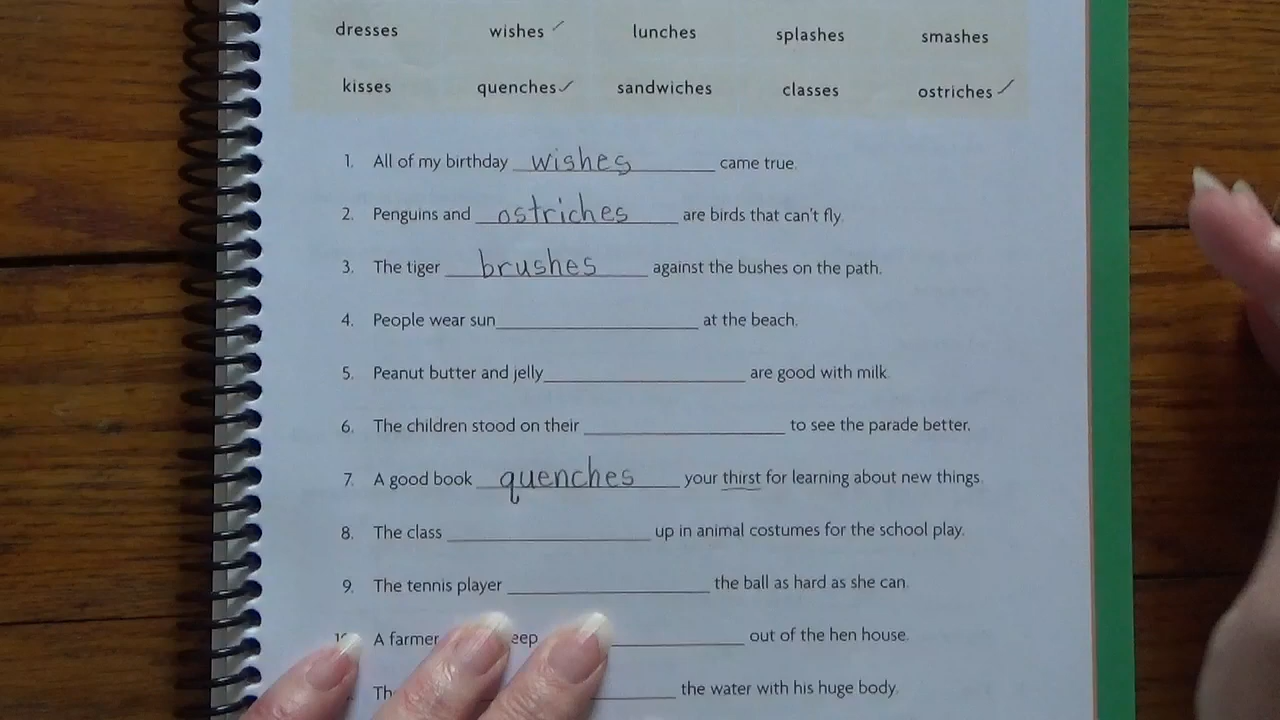 dresses wishes lunches splashes smashes
kisses quenches sandwiches classes ostriches
1. All of my birthday wishes came true.
2. Penguins and ostriches are birds that can't fly.
3. The tiger brushes against the bushes on the path.
4. People wear sun at the beach.
5. Peanut butter and jelly are good with milk.
6. The children stood on their to see the parade better.
7. A good book quenches your thirst for learning about new things.
8. The class up in animal costumes for the school play.
9. The tennis player the ball as hard as she can.
A farmer out of the hen house.
the water with his huge body.